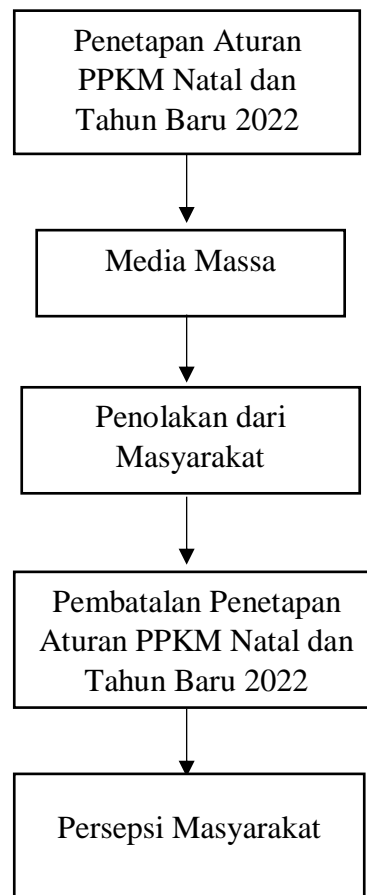 Penetapan Aturan
PPKM Natal dan
Tahun Baru 2022
Media Massa
Penolakan dari
Masyarakat
Pembatalan Penetapan
Aturan PPKM Natal dan
Tahun Baru 2022
Persepsi Masyarakat